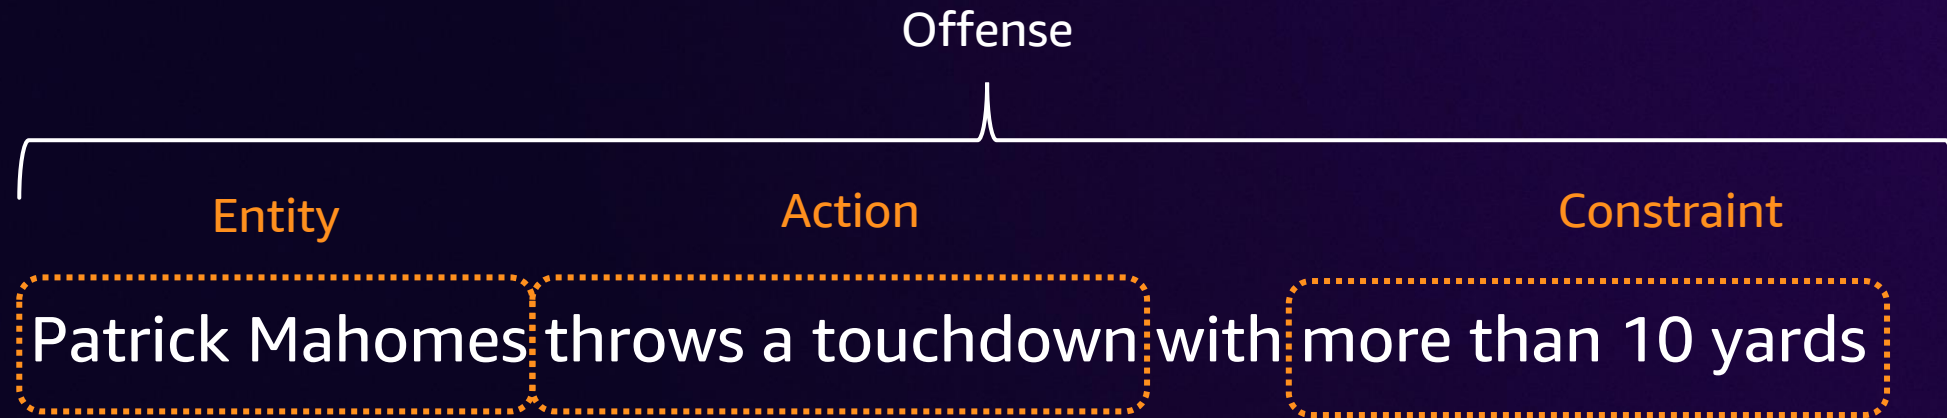 Offense
Entity Action Constraint
Patrick Mahomes throws a touchdown with more than 10 yards